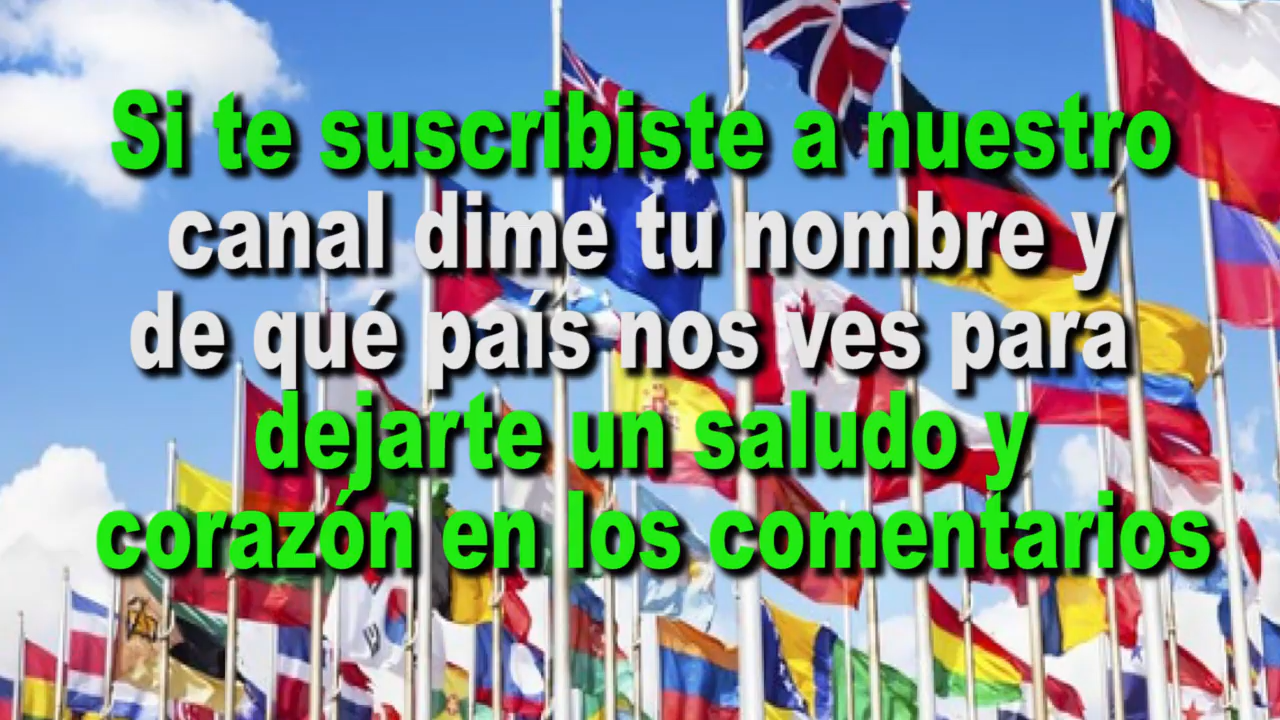 Si te suscribiste a nuestro
canal dime tu nombre y
de qué país nos ves para
dejarte un saludo y
corazón en los comentarios